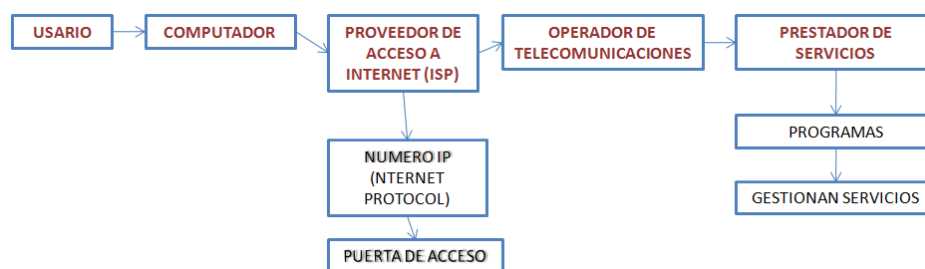 USARIO
COMPUTADOR
PROVEEDOR DE
ACCESO A
INTERNET (ISP)
OPERADOR DE
TELECOMUNICACIONES
PRESTADOR DE
SERVICIOS
NUMERO IP
(NTERNET
PROTOCOL)
PUERTA DE ACCESO
PROGRAMAS
GESTIONAN SERVICIOS